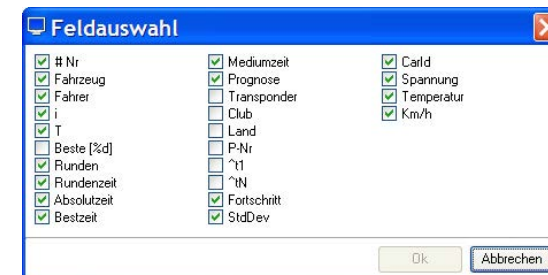 Feldauswahl
# Nr
Fahrzeug
Fahrer
i
T
Beste [%d]
Runden
Rundenzeit
Absolutzeit
Bestzeit
Mediumzeit
Prognose
Transponder
Club
Land
P-Nr
^t1
^tN
Fortschritt
StdDev
CarId
Spannung
Temperatur
Km/h
Ok
Abbrechen